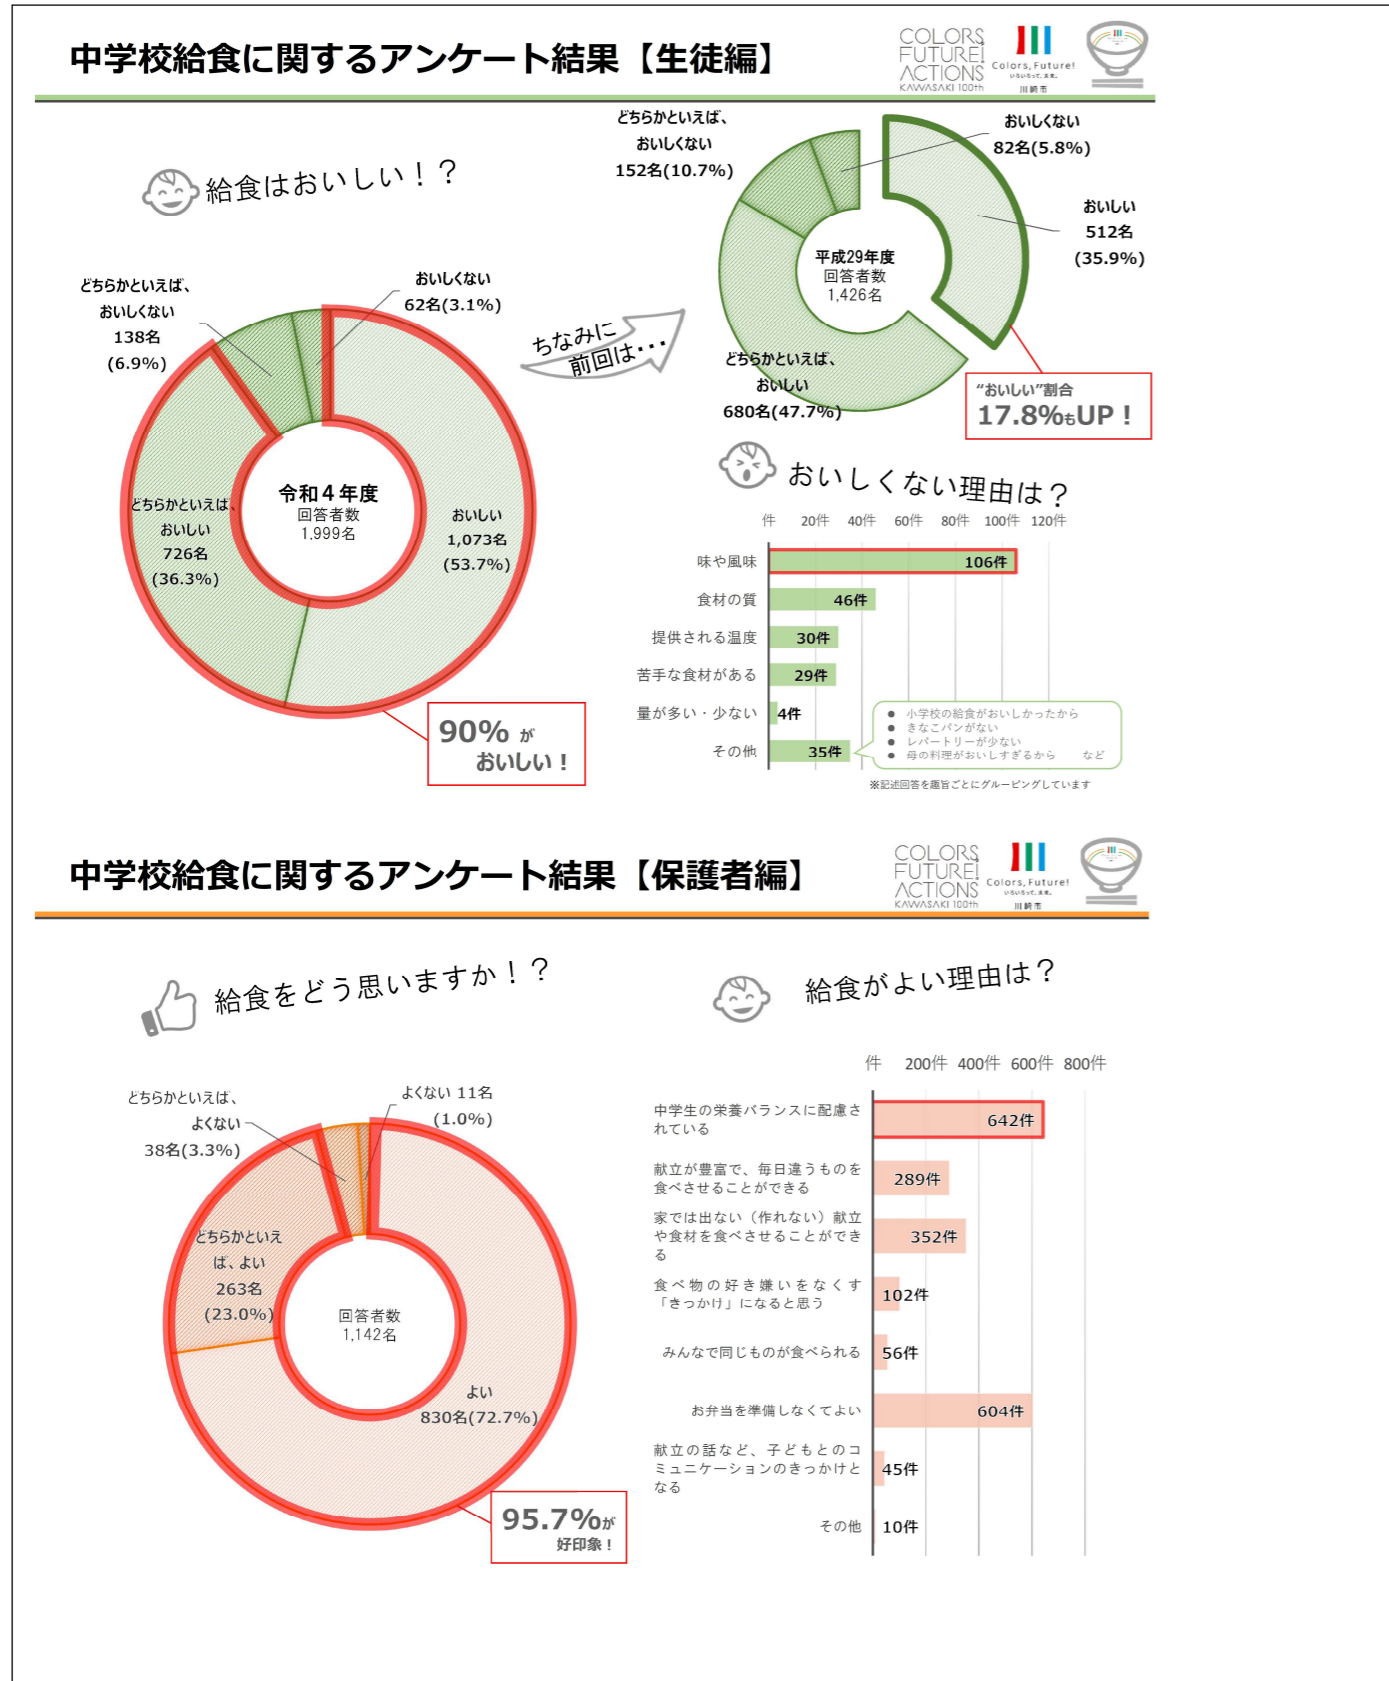 中学校給食に関するアンケート結果【生徒編】
COLORS
FUTURE!
ACTIONS
KAWASAKI 100th
Colors, Future!
いろいろって、未来。
川崎市
給食はおいしい！？
どちらかといえば、
おいしくない
138名
(6.9%)
おいしくない
62名(3.1%)
どちらかといえば、
おいしい
726名
(36.3%)
令和４年度
回答者数
1,999名
おいしい
1,073名
(53.7%)
90% が
おいしい！
ちなみに
前回は・・・
どちらかといえば、
おいしくない
152名(10.7%)
おいしくない
82名(5.8%)
おいしい
512名
(35.9%)
平成29年度
回答者数
1,426名
どちらかといえば、
おいしい
680名(47.7%)
“おいしい”割合
17.8%もUP！
おいしくない理由は？
件 20件 40件 60件 80件 100件 120件
味や風味 106件
食材の質 46件
提供される温度 30件
苦手な食材がある 29件
量が多い・少ない 4件
その他 35件
● 小学校の給食がおいしかったから
● きなこパンがない
● レパートリーが少ない
● 母の料理がおいしすぎるから など
※記述回答を趣旨ごとにグルーピングしています
中学校給食に関するアンケート結果【保護者編】
COLORS
FUTURE!
ACTIONS
KAWASAKI 100th
Colors, Future!
いろいろって、未来。
川崎市
給食をどう思いますか！？
どちらかといえば、
よくない
38名(3.3%)
よくない 11名
(1.0%)
どちらかといえ
ば、よい
263名
(23.0%)
回答者数
1,142名
よい
830名(72.7%)
95.7%が
好印象！
給食がよい理由は？
件 200件 400件 600件 800件
中学生の栄養バランスに配慮さ
れている
642件
献立が豊富で、毎日違うものを
食べさせることができる
289件
家では出ない（作れない）献立
や食材を食べさせることができ
る
352件
食べ物の好き嫌いをなくす
「きっかけ」になると思う
102件
みんなで同じものが食べられる 56件
お弁当を準備しなくてよい 604件
献立の話など、子どもとのコ
ミュニケーションのきっかけと
なる
45件
その他 10件